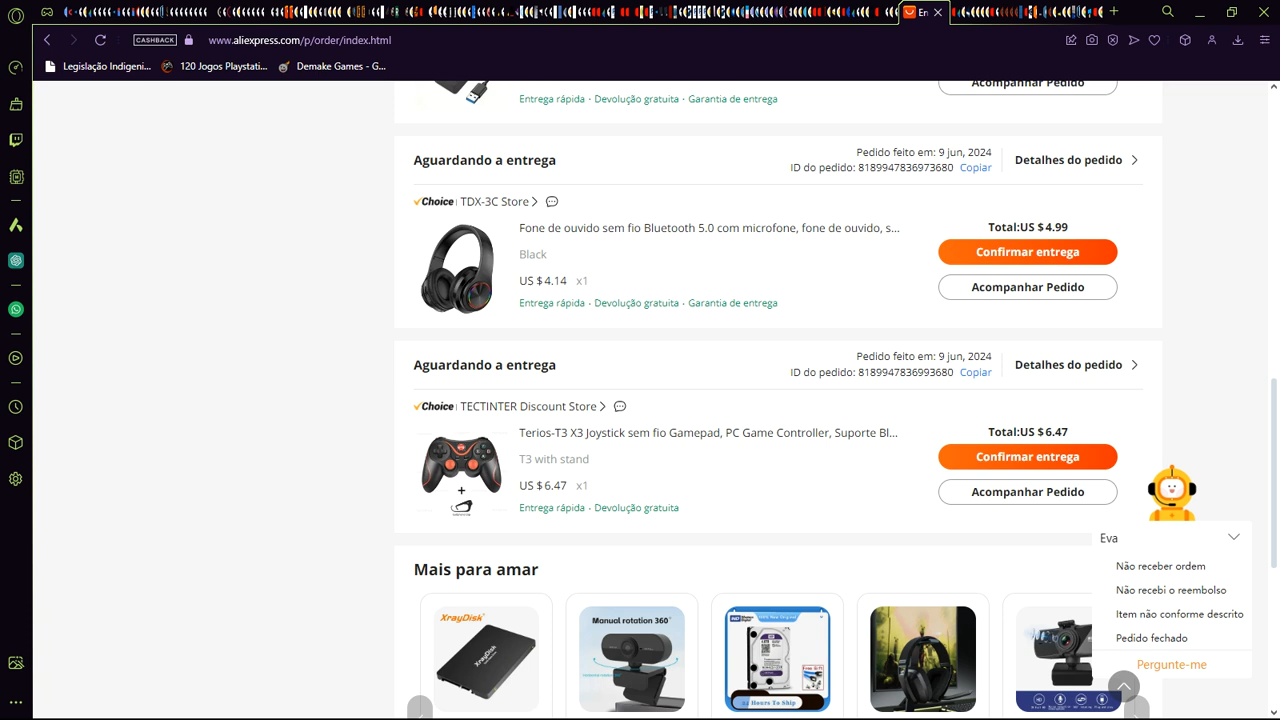 En
CASHBACK www.aliexpress.com/p/order/index.html
Legislação Indigeni... 120 Jogos Playstati... Demake Games - G...
Acompanhar Pedido
Entrega rápida · Devolução gratuita · Garantia de entrega
Aguardando a entrega
Pedido feito em: 9 jun, 2024
ID do pedido: 8189947836973680 Copiar
Detalhes do pedido
Choice TDX-3C Store
Fone de ouvido sem fio Bluetooth 5.0 com microfone, fone de ouvido, s...
Black
US $4.14 x1
Entrega rápida · Devolução gratuita · Garantia de entrega
Total:US $4.99
Confirmar entrega
Acompanhar Pedido
Aguardando a entrega
Pedido feito em: 9 jun, 2024
ID do pedido: 8189947836993680 Copiar
Detalhes do pedido
Choice TECTINTER Discount Store
Terios-T3 X3 Joystick sem fio Gamepad, PC Game Controller, Suporte Bl...
T3 with stand
US $6.47 x1
Entrega rápida · Devolução gratuita
Total:US $6.47
Confirmar entrega
Acompanhar Pedido
Eva
Não receber ordem
Não recebi o reembolso
Item não conforme descrito
Pedido fechado
Pergunte-me
Mais para amar
XrayDisk
XrayDisk
Manual rotation 360°
WD
Hours To Ship